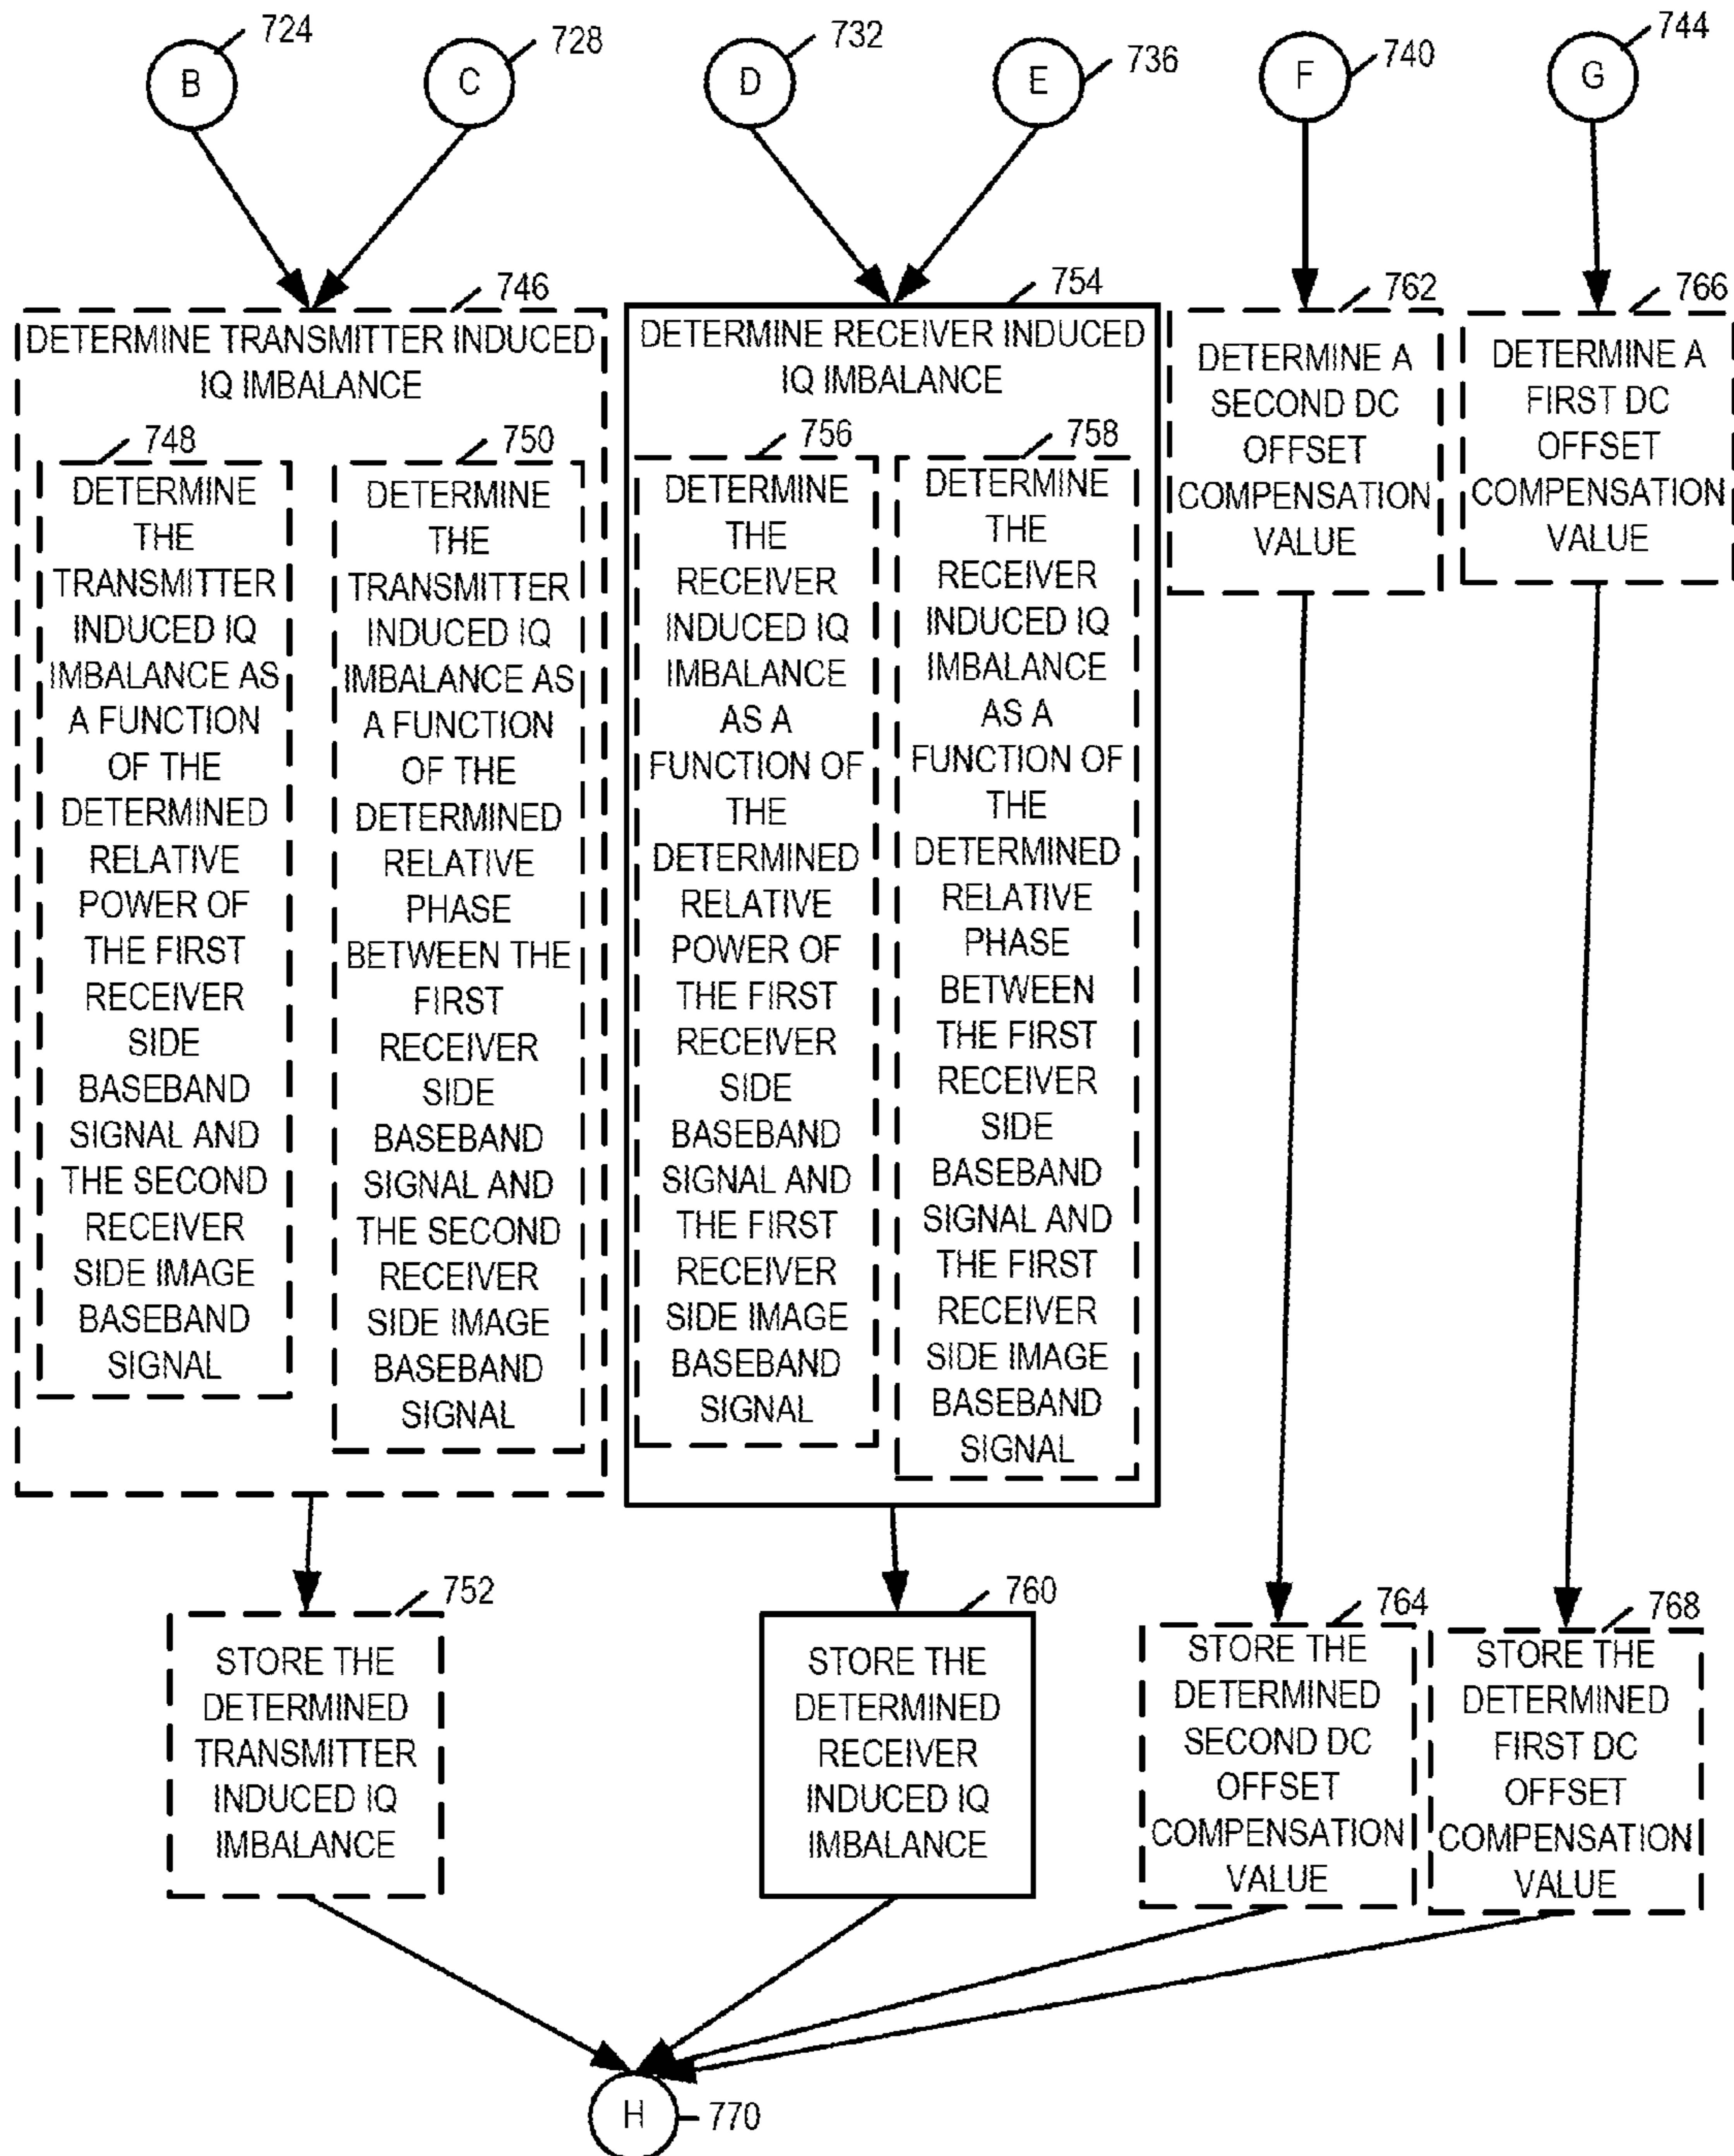 724
728
732
736
740
744
B
C
D
E
F
G
746
DETERMINE TRANSMITTER INDUCED
IQ IMBALANCE
748
DETERMINE
THE
TRANSMITTER
INDUCED IQ
IMBALANCE AS
A FUNCTION
OF THE
DETERMINED
RELATIVE
POWER OF
THE FIRST
RECEIVER
SIDE
BASEBAND
SIGNAL AND
THE SECOND
RECEIVER
SIDE IMAGE
BASEBAND
SIGNAL
750
DETERMINE
THE
TRANSMITTER
INDUCED IQ
IMBALANCE AS
A FUNCTION
OF THE
DETERMINED
RELATIVE
PHASE
BETWEEN THE
FIRST
RECEIVER
SIDE
BASEBAND
SIGNAL AND
THE SECOND
RECEIVER
SIDE IMAGE
BASEBAND
SIGNAL
754
DETERMINE RECEIVER INDUCED
IQ IMBALANCE
756
DETERMINE
THE
RECEIVER
INDUCED IQ
IMBALANCE
AS A
FUNCTION OF
THE
DETERMINED
RELATIVE
POWER OF
THE FIRST
RECEIVER
SIDE
BASEBAND
SIGNAL AND
THE FIRST
RECEIVER
SIDE IMAGE
BASEBAND
SIGNAL
758
DETERMINE
THE
RECEIVER
INDUCED IQ
IMBALANCE
AS A
FUNCTION OF
THE
DETERMINED
RELATIVE
PHASE
BETWEEN
THE FIRST
RECEIVER
SIDE
BASEBAND
SIGNAL AND
THE FIRST
RECEIVER
SIDE IMAGE
BASEBAND
SIGNAL
762
DETERMINE A
SECOND DC
OFFSET
COMPENSATION
VALUE
766
DETERMINE A
FIRST DC
OFFSET
COMPENSATION
VALUE
752
STORE THE
DETERMINED
TRANSMITTER
INDUCED IQ
IMBALANCE
760
STORE THE
DETERMINED
RECEIVER
INDUCED IQ
IMBALANCE
764
STORE THE
DETERMINED
SECOND DC
OFFSET
COMPENSATION
VALUE
768
STORE THE
DETERMINED
FIRST DC
OFFSET
COMPENSATION
VALUE
H
770